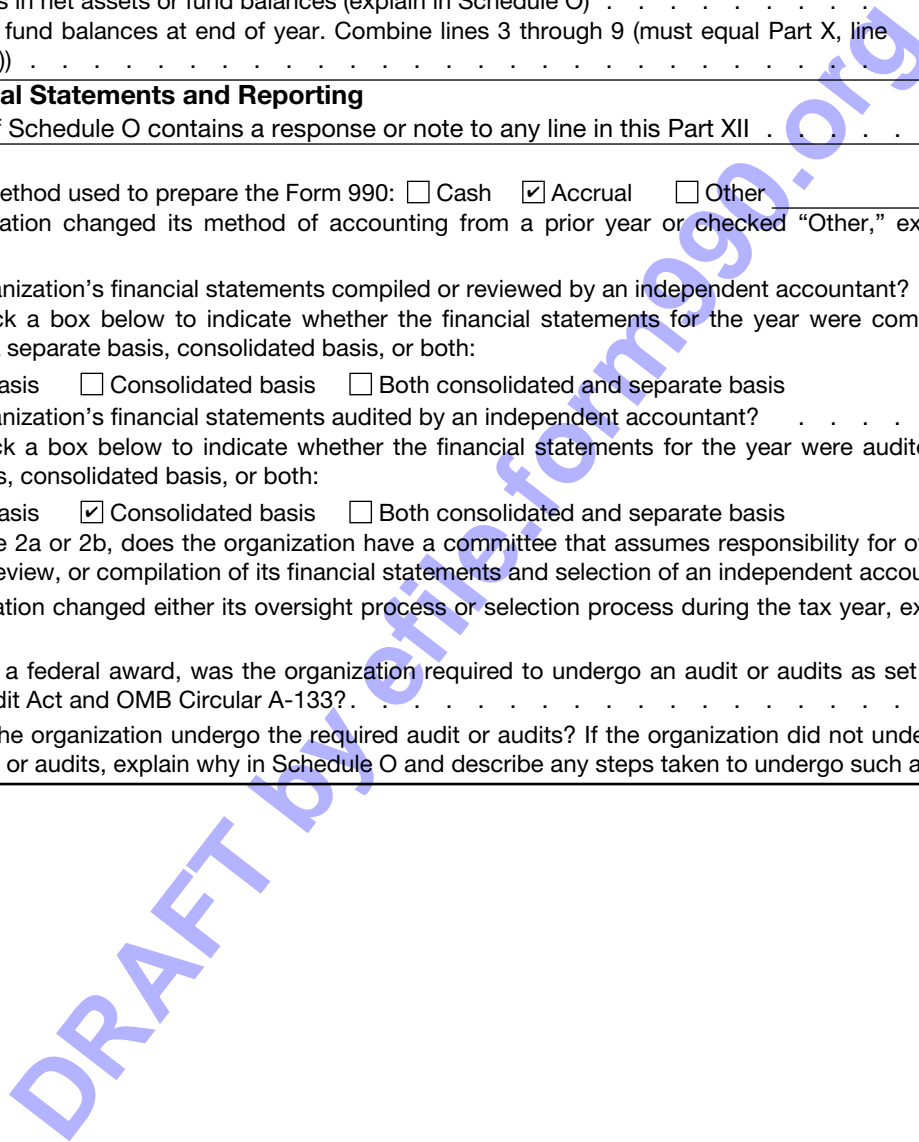 s in net assets or fund balances (explain in Schedule O) . . . . . . . . .
fund balances at end of year. Combine lines 3 through 9 (must equal Part X, line
)) . . . . . . . . . . . . . . . . . . . . . . . . . . .
al Statements and Reporting
f Schedule O contains a response or note to any line in this Part XII . . . . .
ethod used to prepare the Form 990: ☐ Cash ☑ Accrual ☐ Other
ation changed its method of accounting from a prior year or checked “Other,” ex
anization’s financial statements compiled or reviewed by an independent accountant?
ck a box below to indicate whether the financial statements for the year were com
separate basis, consolidated basis, or both:
asis ☐ Consolidated basis ☐ Both consolidated and separate basis
anization’s financial statements audited by an independent accountant? . . . .
ck a box below to indicate whether the financial statements for the year were audite
s, consolidated basis, or both:
asis ☑ Consolidated basis ☐ Both consolidated and separate basis
e 2a or 2b, does the organization have a committee that assumes responsibility for o
eview, or compilation of its financial statements and selection of an independent accou
ation changed either its oversight process or selection process during the tax year, ex
a federal award, was the organization required to undergo an audit or audits as set
dit Act and OMB Circular A-133? . . . . . . . . . . . . . . . . . .
he organization undergo the required audit or audits? If the organization did not unde
or audits, explain why in Schedule O and describe any steps taken to undergo such a
DRAFT by efile.form990.org